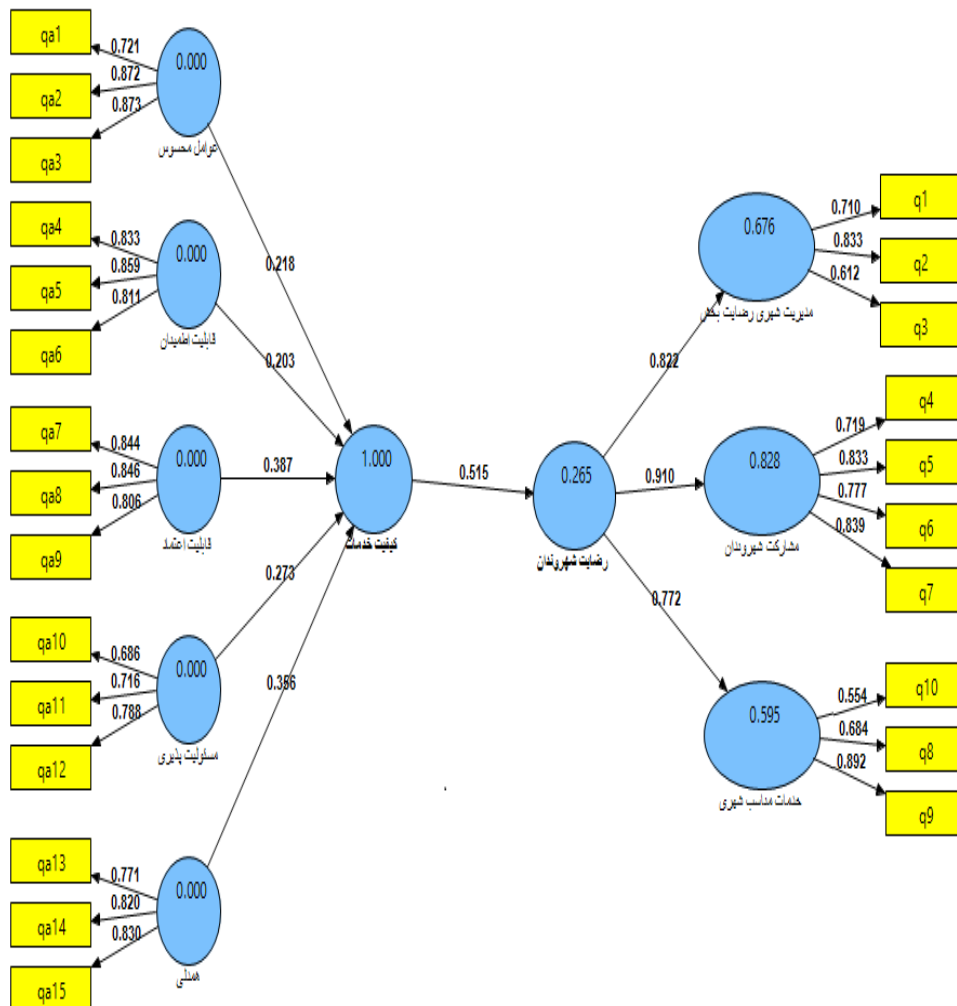 qa1
0.721
qa2
0.872
qa3
0.873
0.000
عوامل محسوس
qa4
0.833
qa5
0.859
qa6
0.811
0.000
قابلیت اطمینان
qa7
0.844
qa8
0.846
qa9
0.806
0.000
قابلیت اعتماد
qa10
0.686
qa11
0.716
qa12
0.788
0.000
مسئولیت پذیری
qa13
0.771
qa14
0.820
qa15
0.830
0.000
همدلی
0.218
0.203
0.387
0.273
0.356
1.000
کیفیت خدمات
0.515
0.265
رضایت شهروندان
0.822
0.910
0.772
0.676
مدیریت شهری رضایت بخش
0.710
q1
0.833
q2
0.612
q3
0.828
مشارکت شهروندان
0.719
q4
0.833
q5
0.777
q6
0.839
q7
0.595
خدمات مناسب شهری
0.554
q10
0.684
q8
0.892
q9